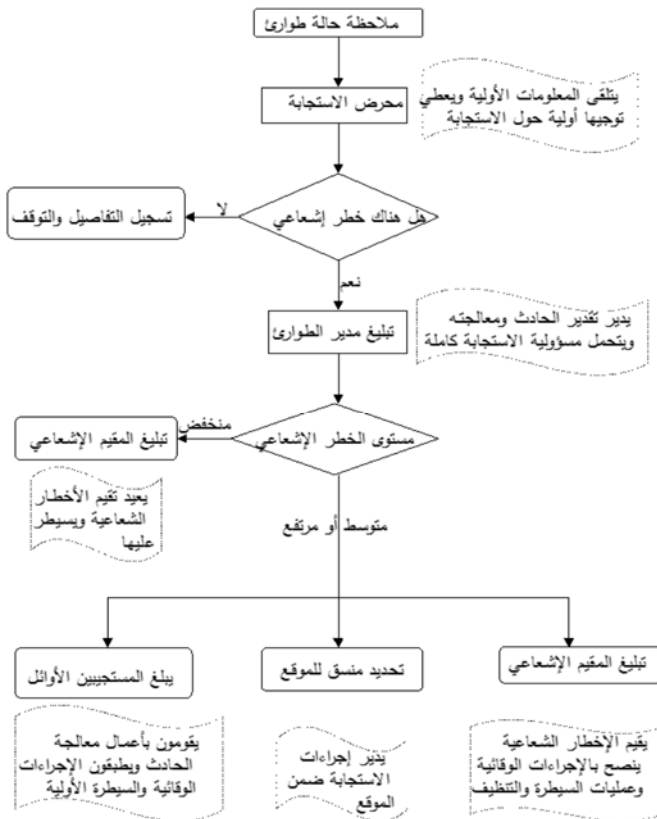 ملاحظة حالة طوارئ
محرض الاستجابة
يتلقى المعلومات الأولية ويعطي
توجيها أولية حول الاستجابة
هل هناك خطر إشعاعي
لا
تسجيل التفاصيل والتوقف
نعم
تبليغ مدير الطوارئ
يدير تقدير الحادث ومعالجته
ويتحمل مسؤولية الاستجابة كاملة
مستوى الخطر الإشعاعي
منخفض
تبليغ المقيم الإشعاعي
يعيد تقيم الأخطار
الشعاعية ويسيطر
عليها
متوسط أو مرتفع
تبليغ المقيم الإشعاعي
تحديد منسق للموقع
يبلغ المستجيبين الأوائل
يقيم الإخطار الشعاعية
ينصح بالإجراءات الوقائية
وعمليات السيطرة والتنظيف
يدير إجراءات
الاستجابة ضمن
الموقع
يقومون بأعمال معالجة
الحادث ويطبقون الإجراءات
الوقائية والسيطرة الأولية